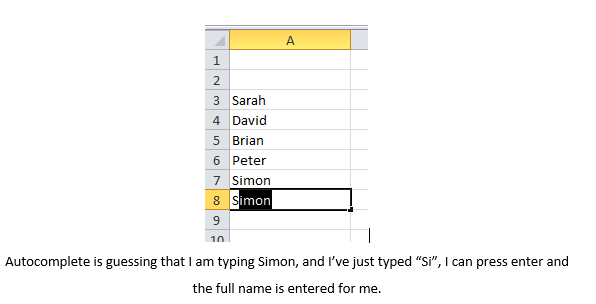 A
1
2
3 Sarah
4 David
5 Brian
6 Peter
7 Simon
8 Simon
9
10
Autocomplete is guessing that I am typing Simon, and I’ve just typed “Si”, I can press enter and
the full name is entered for me.